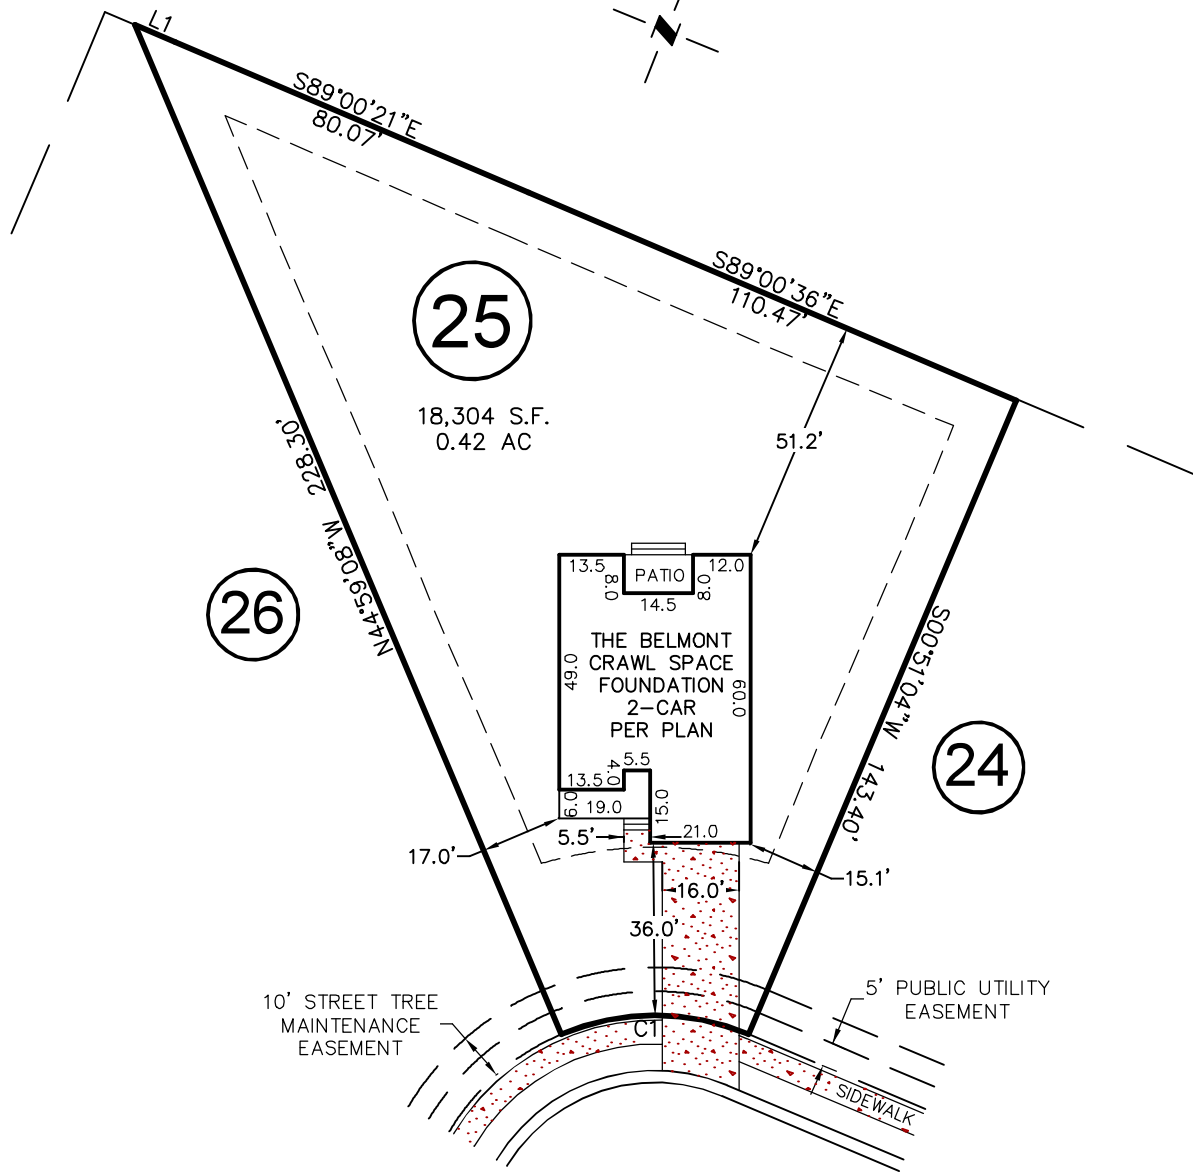 L1
S89°00'21"E
80.07'
S89°00'36"E
110.47'
25
18,304 S.F.
0.42 AC
51.2'
N44°59'08"W 228.30'
26
13.5
8.0
PATIO
8.0
12.0
14.5
THE BELMONT
CRAWL SPACE
FOUNDATION
2-CAR
PER PLAN
49.0
60.0
S00°51'04"W 143.40'
24
5.5
4.0
13.5
6.0
19.0
15.0
5.5'
21.0
17.0'
15.1'
16.0'
36.0'
C1
10' STREET TREE
MAINTENANCE
EASEMENT
5' PUBLIC UTILITY
EASEMENT
SIDEWALK